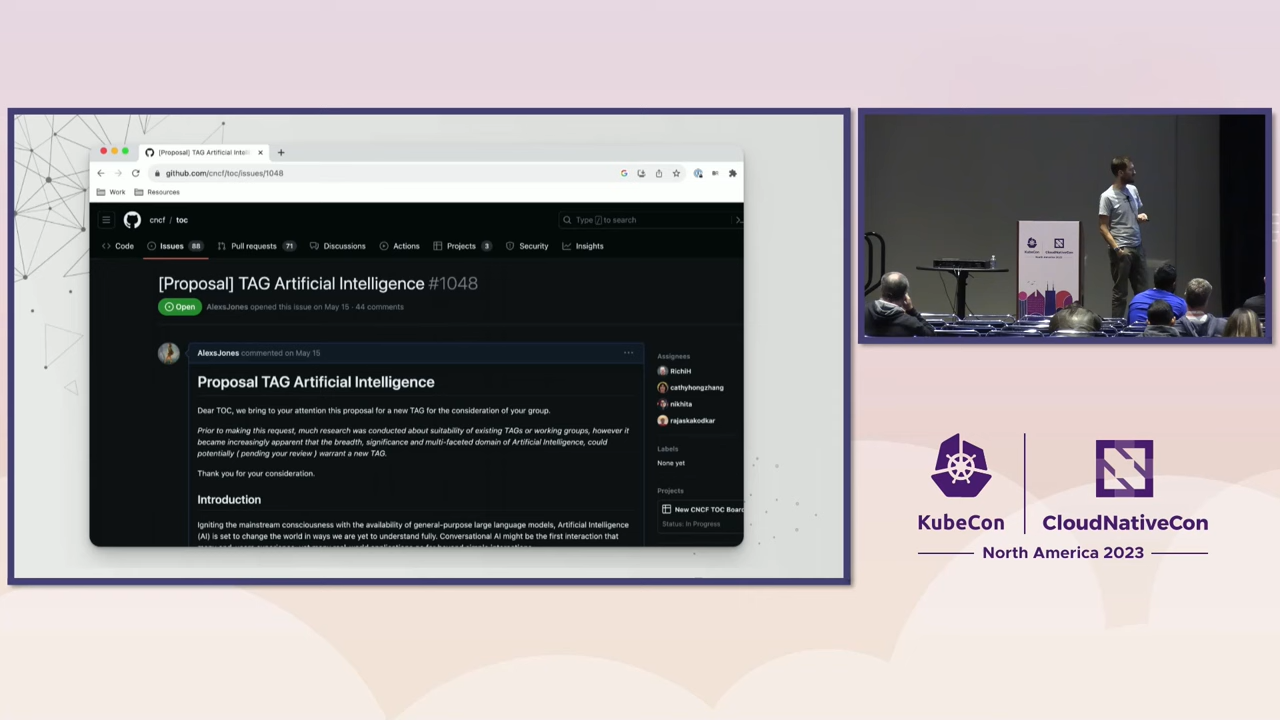 [Proposal] TAG Artificial Intelli
github.com/cncf/toc/issues/1048
Work
Resources
cncf / toc
Type / to search
Code
Issues 88
Pull requests 71
Discussions
Actions
Projects 3
Security
Insights
[Proposal] TAG Artificial Intelligence #1048
Open
AlexsJones opened this issue on May 15 · 44 comments
AlexsJones commented on May 15
Proposal TAG Artificial Intelligence
Dear TOC, we bring to your attention this proposal for a new TAG for the consideration of your group.
Prior to making this request, much research was conducted about suitability of existing TAGs or working groups, however it
became increasingly apparent that the breadth, significance and multi-faceted domain of Artificial Intelligence, could
potentially ( pending your review ) warrant a new TAG.
Thank you for your consideration.
Introduction
Igniting the mainstream consciousness with the availability of general-purpose large language models, Artificial Intelligence
(AI) is set to change the world in ways we are yet to understand fully. Conversational AI might be the first interaction that
Assignees
RichiH
cathyhongzhang
nikhita
rajaskakodkar
Labels
None yet
Projects
New CNCF TOC Board
Status: In Progress
KubeCon
CloudNativeCon
North America 2023
KubeCon
CloudNativeCon
North America 2023